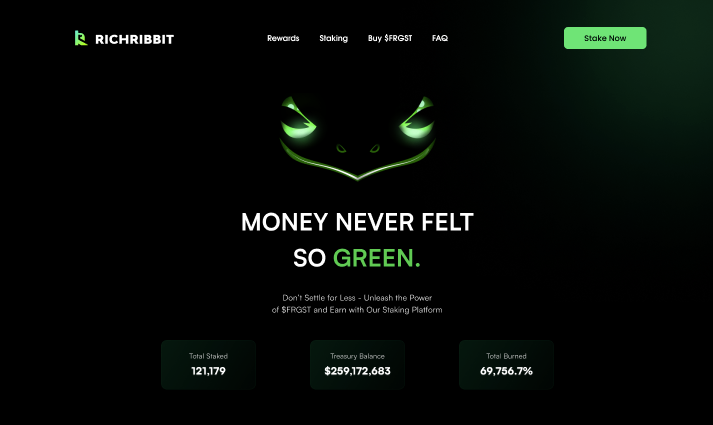 RICHRIBBIT
Rewards Staking Buy $FRGST FAQ
Stake Now
MONEY NEVER FELT
SO GREEN.
Don't Settle for Less - Unleash the Power
of $FRGST and Earn with Our Staking Platform
Total Staked
121,179
Treasury Balance
$259,172,683
Total Burned
69,756.7%